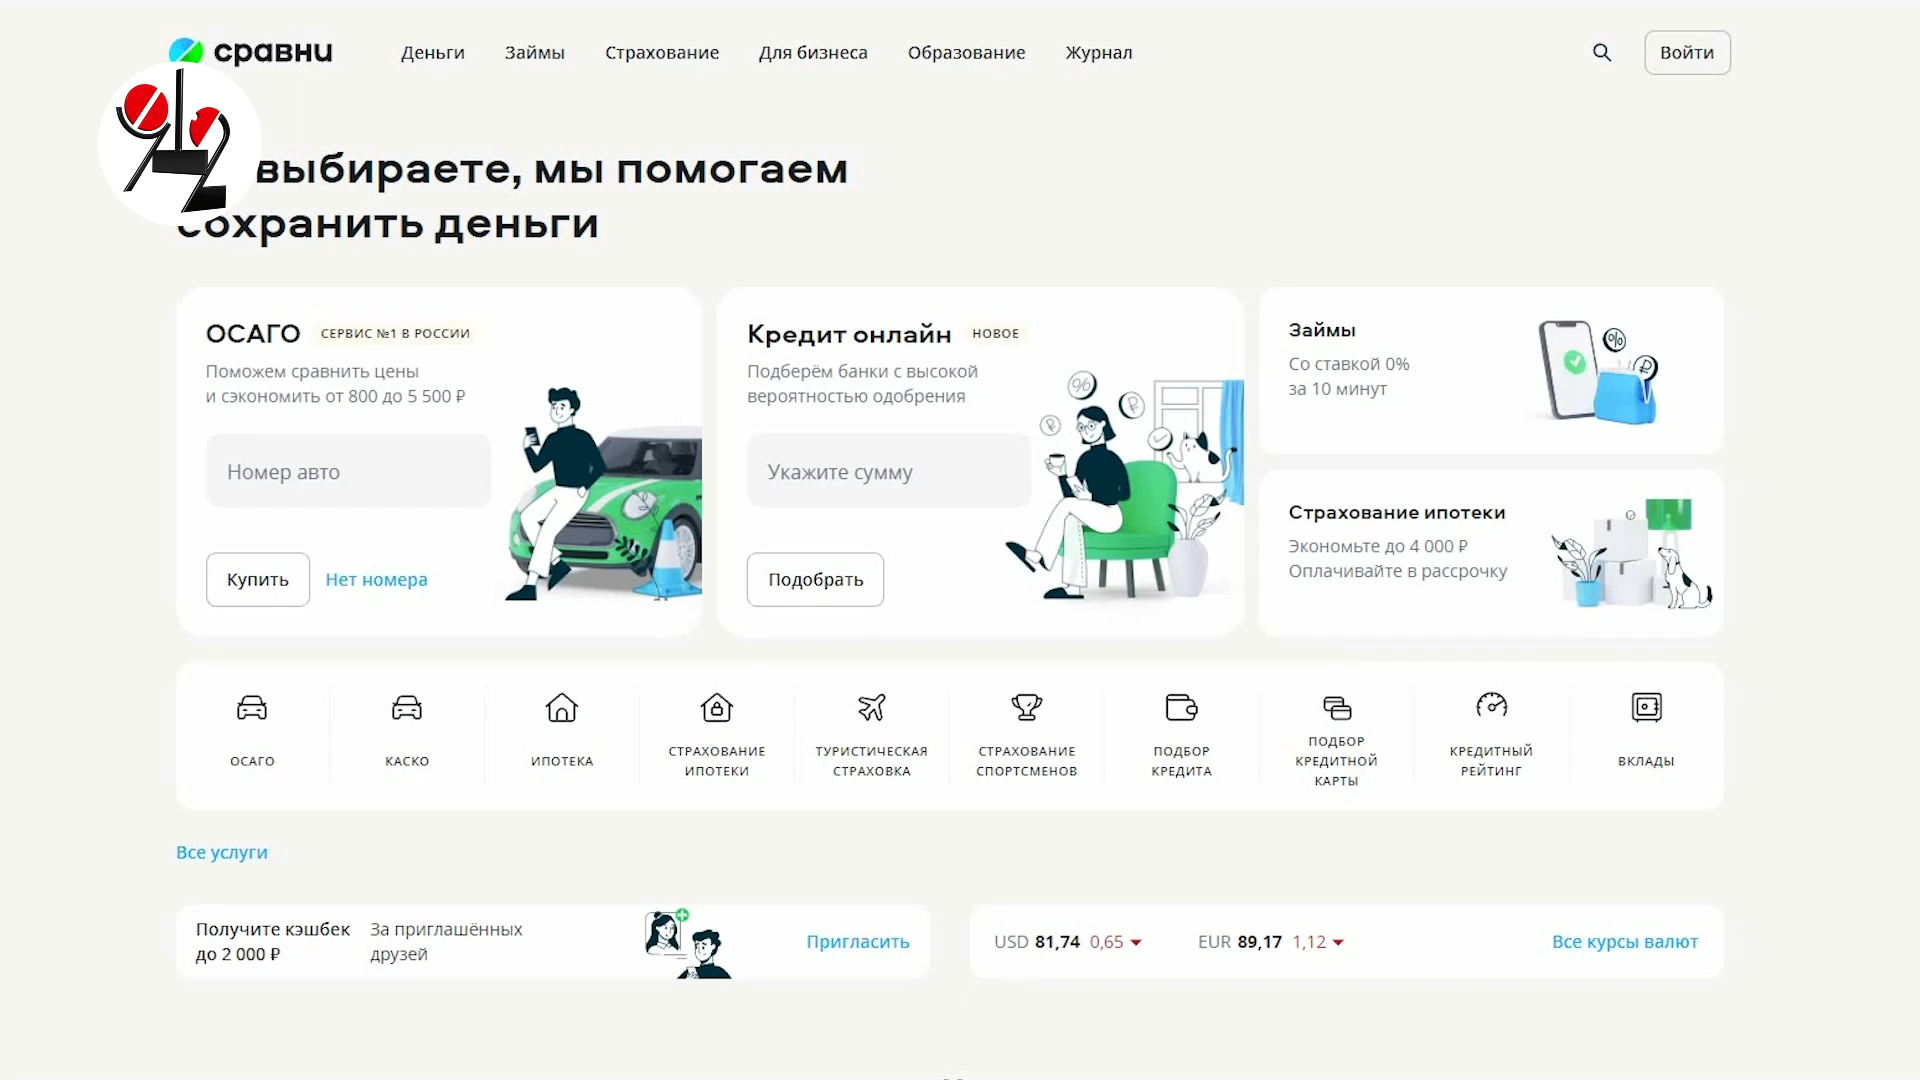 сравни
Деньги
Займы
Страхование
Для бизнеса
Образование
Журнал
Войти
выбираете, мы помогаем
сохранить деньги
ОСАГО СЕРВИС №1 В РОССИИ
Поможем сравнить цены
и сэкономить от 800 до 5 500 ₽
Номер авто
Купить
Нет номера
Кредит онлайн НОВОЕ
Подберём банки с высокой
вероятностью одобрения
Укажите сумму
Подобрать
Займы
Со ставкой 0%
за 10 минут
Страхование ипотеки
Экономьте до 4 000 ₽
Оплачивайте в рассрочку
ОСАГО
КАСКО
ИПОТЕКА
СТРАХОВАНИЕ
ИПОТЕКИ
ТУРИСТИЧЕСКАЯ
СТРАХОВКА
СТРАХОВАНИЕ
СПОРТСМЕНОВ
ПОДБОР
КРЕДИТА
ПОДБОР
КРЕДИТНОЙ
КАРТЫ
КРЕДИТНЫЙ
РЕЙТИНГ
ВКЛАДЫ
Все услуги
Получите кэшбек
до 2 000 ₽
За приглашённых
друзей
Пригласить
USD 81,74 0,65
EUR 89,17 1,12
Все курсы валют